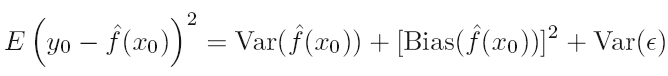 E(y₀ − f̂(x₀))² = Var(f̂(x₀)) + [Bias(f̂(x₀))]² + Var(ϵ)